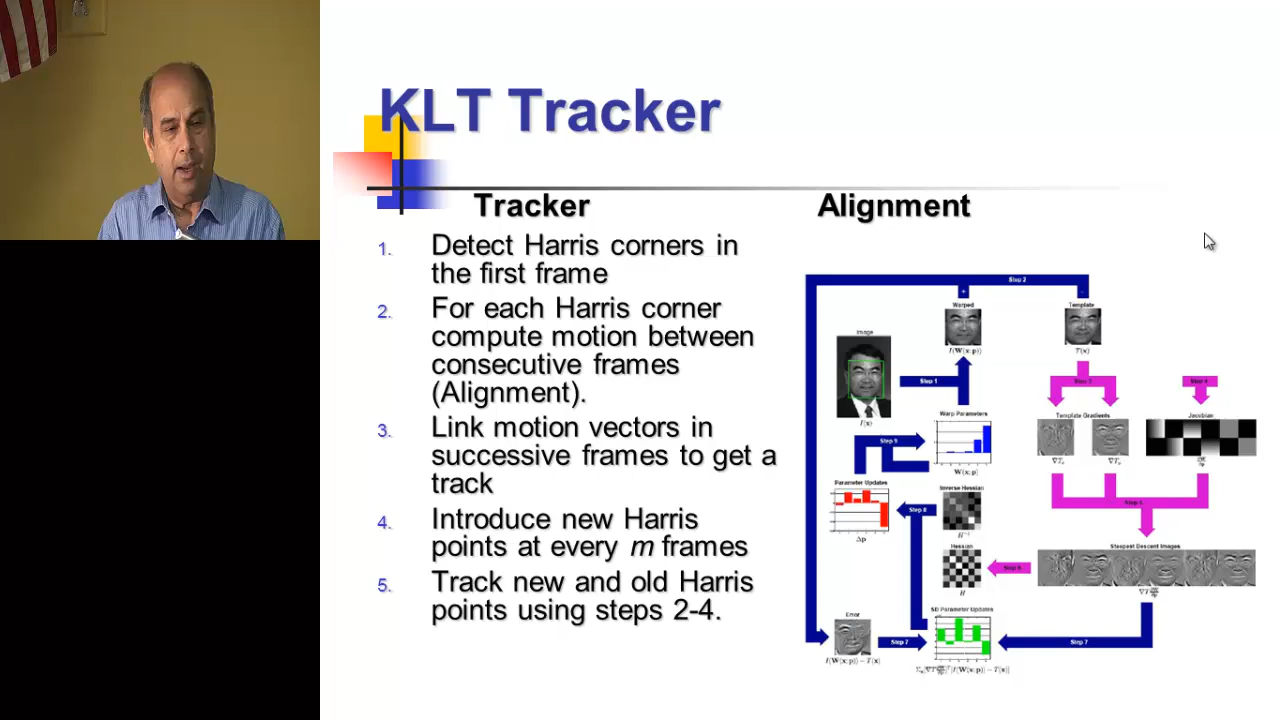 KLT Tracker
Tracker
1. Detect Harris corners in
the first frame
2. For each Harris corner
compute motion between
consecutive frames
(Alignment).
3. Link motion vectors in
successive frames to get a
track
4. Introduce new Harris
points at every m frames
5. Track new and old Harris
points using steps 2-4.
Alignment
Step 2
+
-
Warped
Template
Image
I(W(x;p))
T(x)
Step 1
Step 3
Step 4
I(x)
Warp Parameters
Template Gradients
Jacobian
Step 9
W(x;p)
Parameter Updates
Inverse Hessian
Step 5
Step 8
Δp
H⁻¹
Hessian
Steepest Descent Images
Step 6
H
Error
SD Parameter Updates
Step 7
Step 7
I(W(x;p))−T(x)